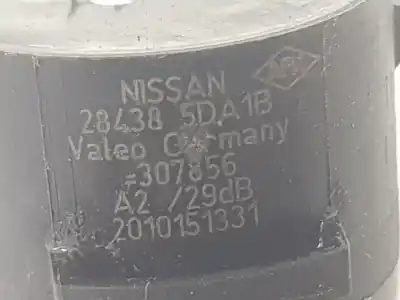 NISSAN
28438 5DA1B
Valeo Germany
=307856
A2 /29dB
2010151331